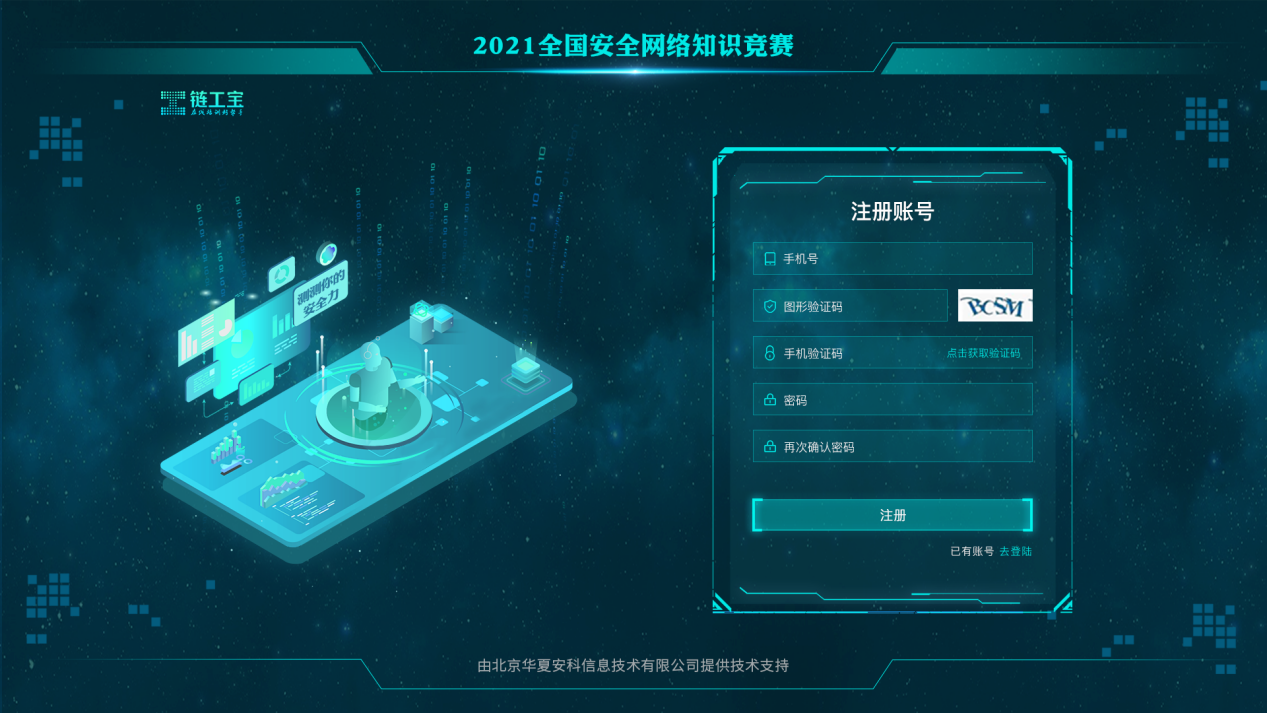 2021全国安全网络知识竞赛
链工宝
测测你的
安全力
注册账号
手机号
图形验证码
BCSM
手机验证码 点击获取验证码
密码
再次确认密码
注册
已有账号 去登陆
由北京华夏安科信息技术有限公司提供技术支持